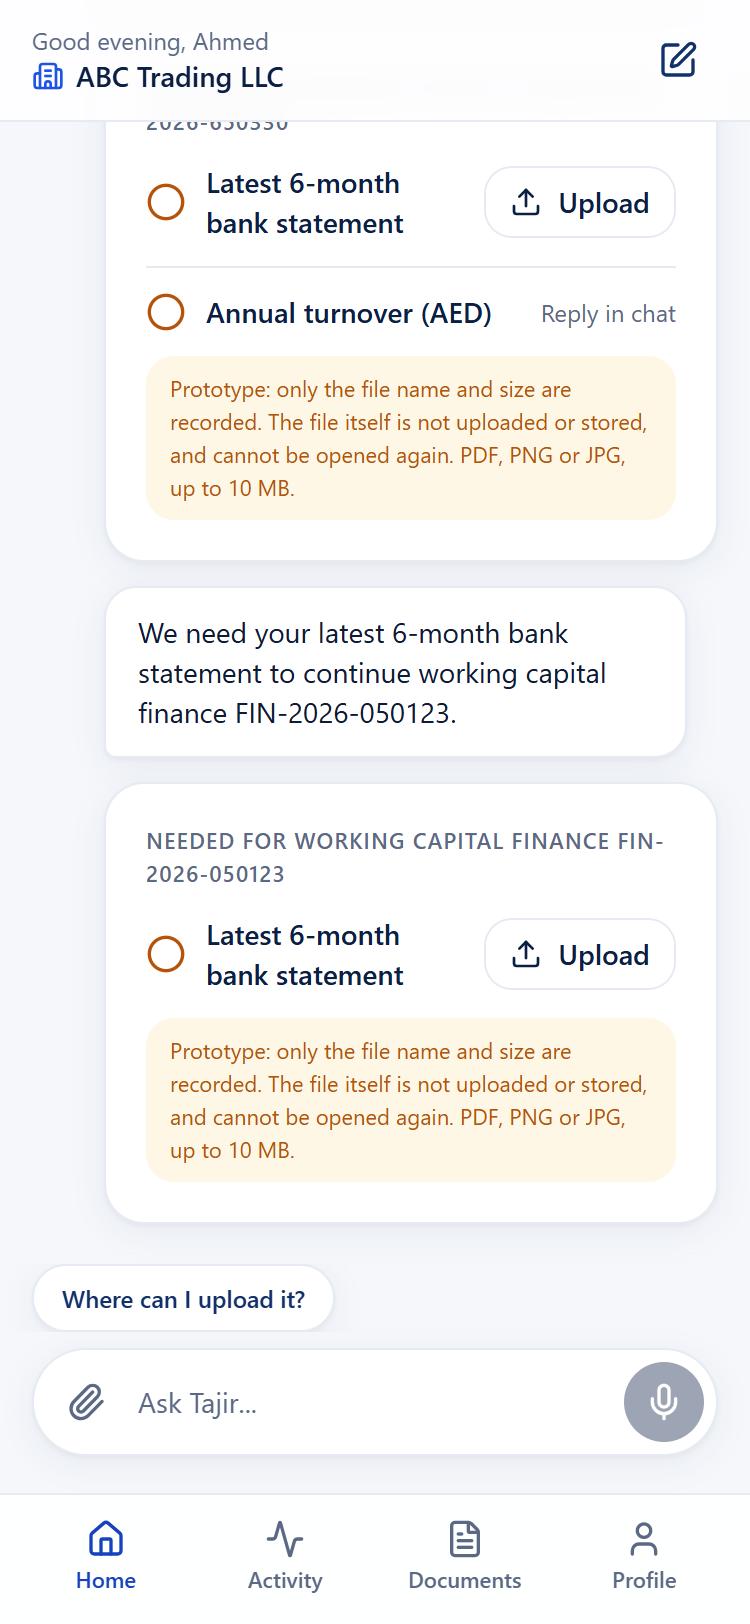 Good evening, Ahmed
ABC Trading LLC
2026-650330
Latest 6-month
bank statement
Upload
Annual turnover (AED)
Reply in chat
Prototype: only the file name and size are
recorded. The file itself is not uploaded or stored,
and cannot be opened again. PDF, PNG or JPG,
up to 10 MB.
We need your latest 6-month bank
statement to continue working capital
finance FIN-2026-050123.
NEEDED FOR WORKING CAPITAL FINANCE FIN-
2026-050123
Latest 6-month
bank statement
Upload
Prototype: only the file name and size are
recorded. The file itself is not uploaded or stored,
and cannot be opened again. PDF, PNG or JPG,
up to 10 MB.
Where can I upload it?
Ask Tajir...
Home
Activity
Documents
Profile